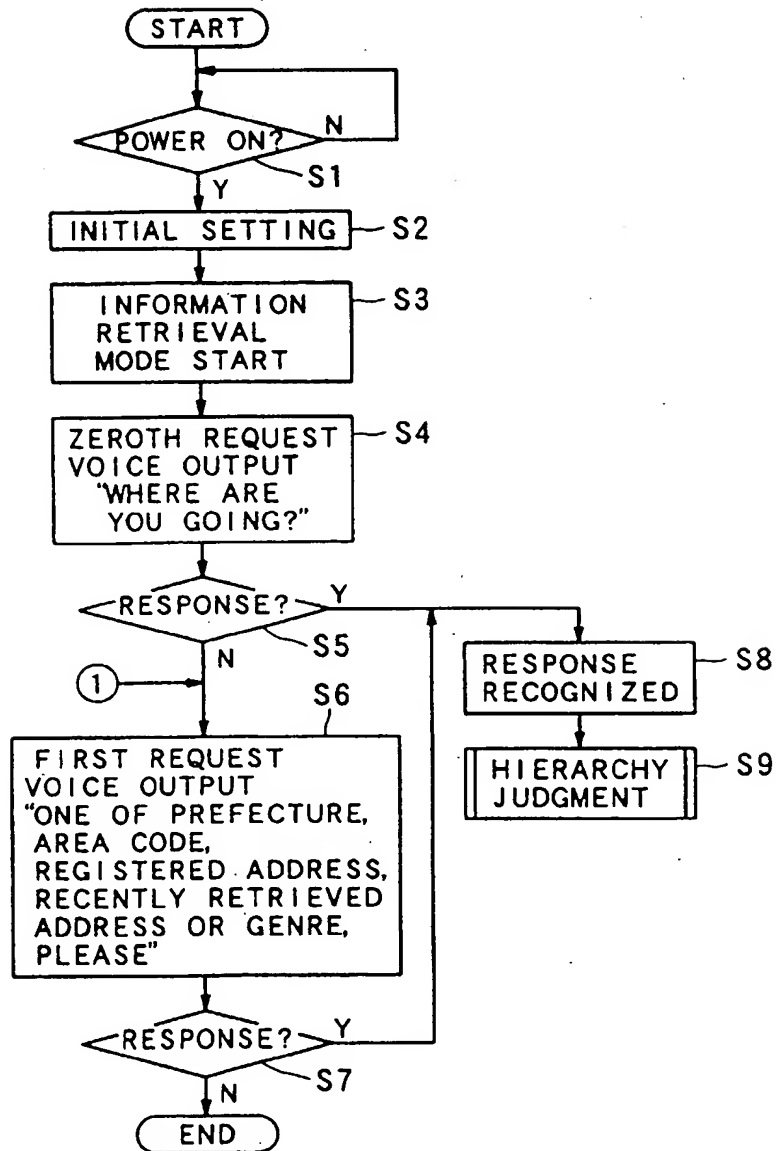 START
POWER ON?
N
S1
Y
INITIAL SETTING
S2
INFORMATION
RETRIEVAL
MODE START
S3
ZEROTH REQUEST
VOICE OUTPUT
"WHERE ARE
YOU GOING?"
S4
RESPONSE?
Y
S5
N
1
S6
FIRST REQUEST
VOICE OUTPUT
"ONE OF PREFECTURE,
AREA CODE,
REGISTERED ADDRESS,
RECENTLY RETRIEVED
ADDRESS OR GENRE,
PLEASE"
RESPONSE?
Y
S7
N
END
RESPONSE
RECOGNIZED
S8
HIERARCHY
JUDGMENT
S9